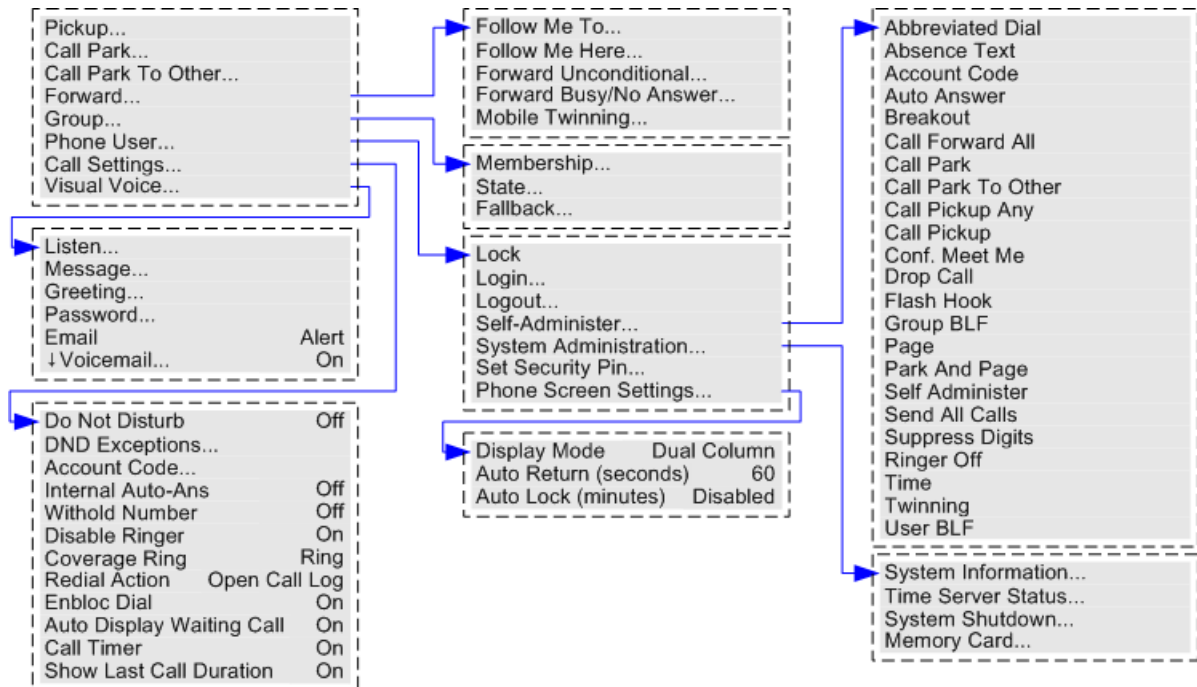 Pickup...
Call Park...
Call Park To Other...
Forward...
Group...
Phone User...
Call Settings...
Visual Voice...
Listen...
Message...
Greeting...
Password...
Email Alert
↓Voicemail... On
Do Not Disturb Off
DND Exceptions...
Account Code...
Internal Auto-Ans Off
Withold Number Off
Disable Ringer On
Coverage Ring Ring
Redial Action Open Call Log
Enbloc Dial On
Auto Display Waiting Call On
Call Timer On
Show Last Call Duration On
Follow Me To...
Follow Me Here...
Forward Unconditional...
Forward Busy/No Answer...
Mobile Twinning...
Membership...
State...
Fallback...
Lock
Login...
Logout...
Self-Administer...
System Administration...
Set Security Pin...
Phone Screen Settings...
Display Mode Dual Column
Auto Return (seconds) 60
Auto Lock (minutes) Disabled
Abbreviated Dial
Absence Text
Account Code
Auto Answer
Breakout
Call Forward All
Call Park
Call Park To Other
Call Pickup Any
Call Pickup
Conf. Meet Me
Drop Call
Flash Hook
Group BLF
Page
Park And Page
Self Administer
Send All Calls
Suppress Digits
Ringer Off
Time
Twinning
User BLF
System Information...
Time Server Status...
System Shutdown...
Memory Card...